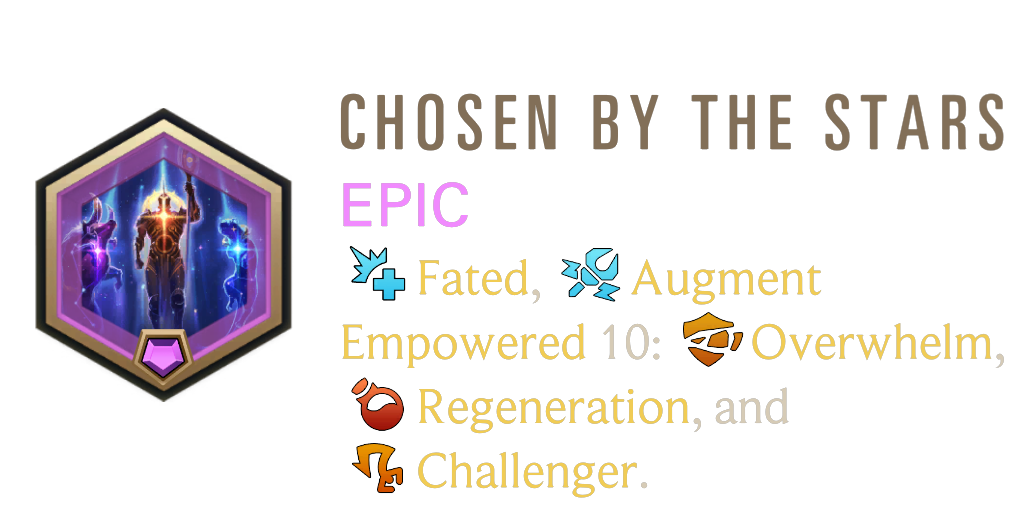 CHOSEN BY THE STARS
EPIC
Fated, Augment
Empowered 10: Overwhelm,
Regeneration, and
Challenger.